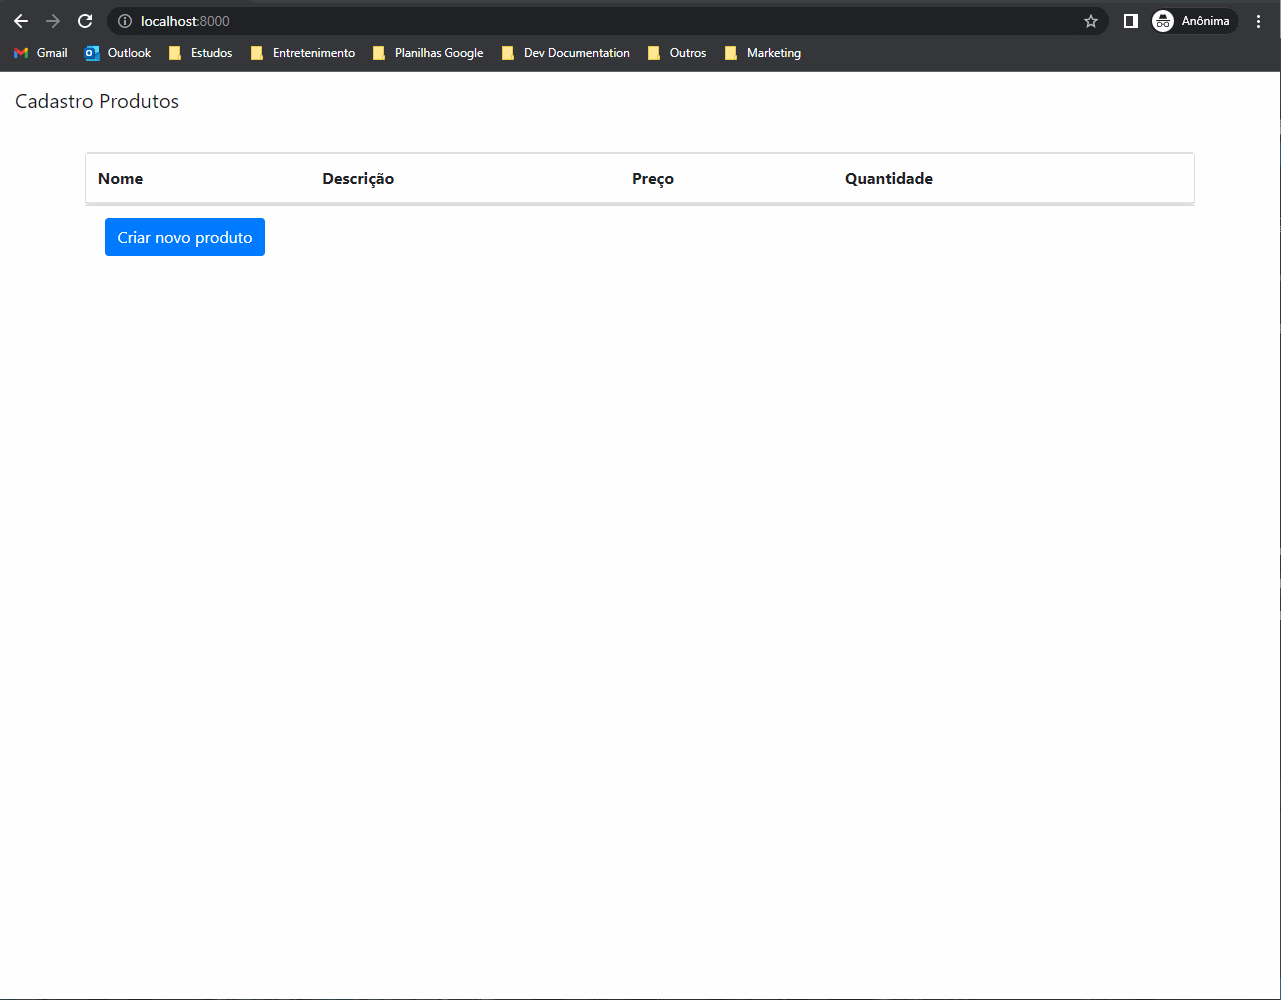 localhost:8000
Anônima
Gmail Outlook Estudos Entretenimento Planilhas Google Dev Documentation Outros Marketing
Cadastro Produtos
Nome Descrição Preço Quantidade
Criar novo produto